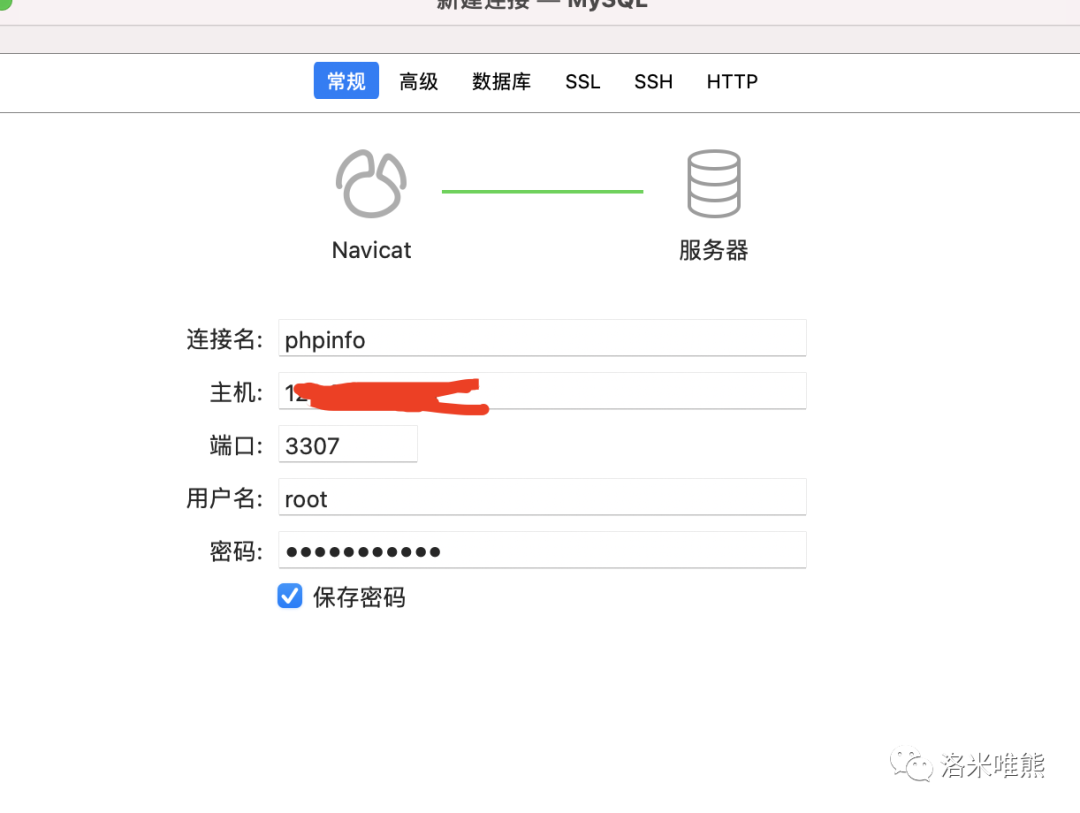 新建连接 — MySQL
常规 高级 数据库 SSL SSH HTTP
Navicat 服务器
连接名: phpinfo
主机: 12
端口: 3307
用户名: root
密码: ●●●●●●●●●●●
保存密码
洛米唯熊